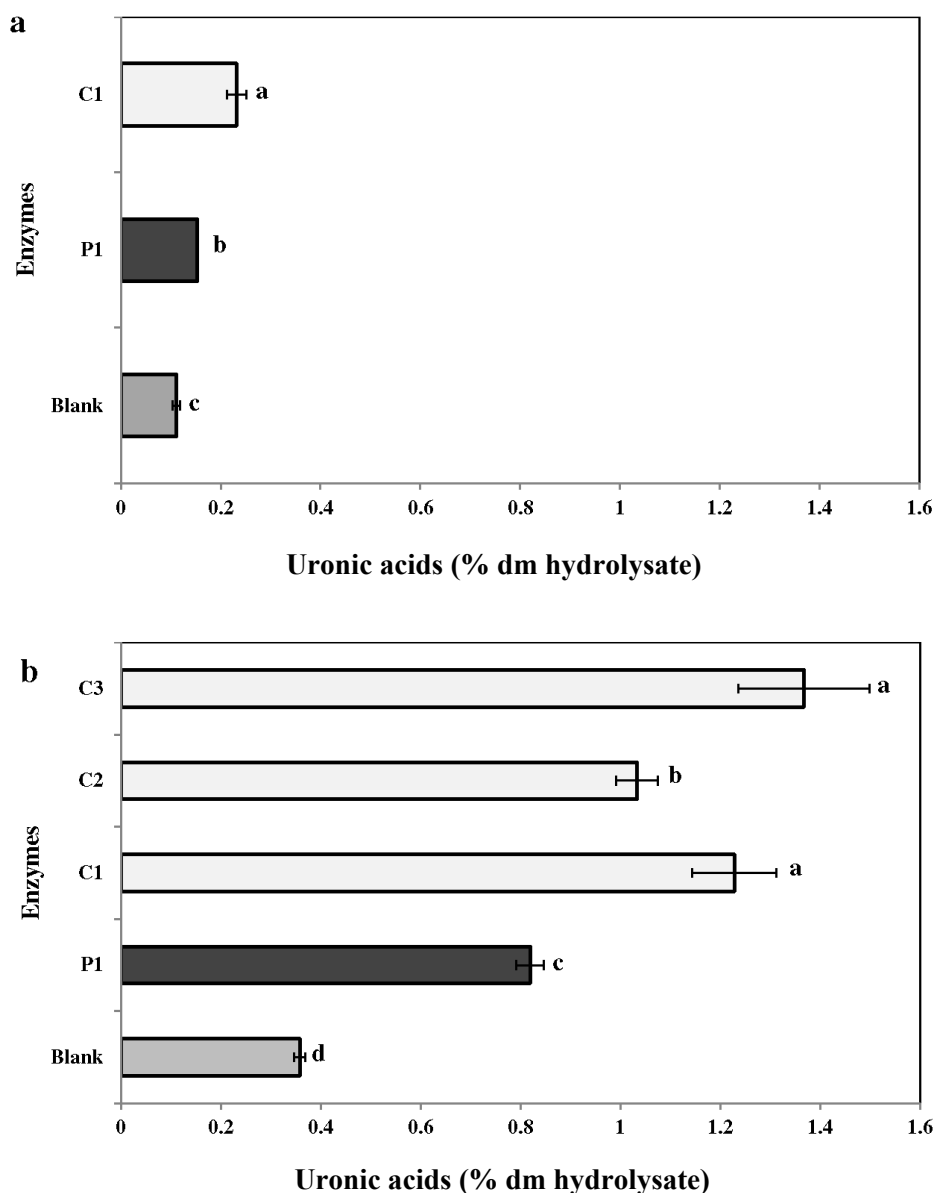 a
C1
a
P1
b
Enzymes
Blank
c
0 0.2 0.4 0.6 0.8 1 1.2 1.4 1.6
Uronic acids (% dm hydrolysate)
b
C3
a
C2
b
C1
a
Enzymes
P1
c
Blank
d
0 0.2 0.4 0.6 0.8 1 1.2 1.4 1.6
Uronic acids (% dm hydrolysate)